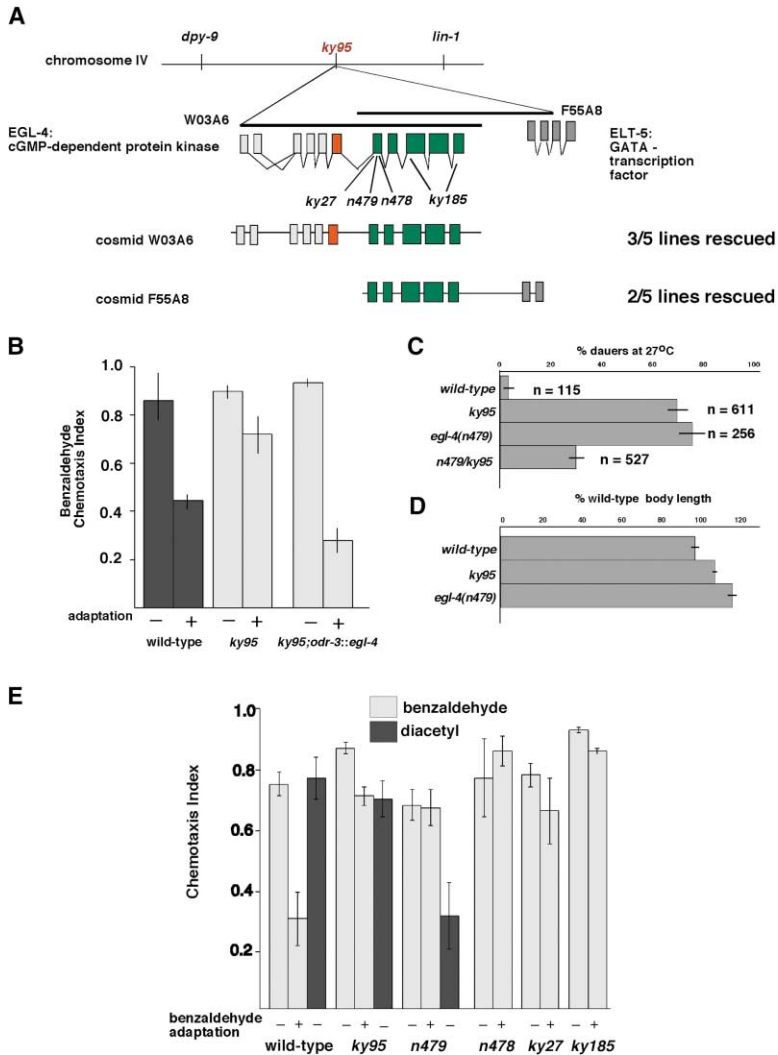 A
dpy-9
ky95
lin-1
chromosome IV
W03A6
F55A8
EGL-4:
cGMP-dependent protein kinase
ELT-5:
GATA -
transcription
factor
ky27 n479 n478 ky185
cosmid W03A6
3/5 lines rescued
cosmid F55A8
2/5 lines rescued
B
Benzaldehyde
Chemotaxis Index
1.0
0.8
0.6
0.4
0.2
adaptation
− + − + − +
wild-type ky95 ky95;odr-3::egl-4
C
% dauers at 27ºC
0 20 40 60 80 100
wild-type
n = 115
ky95
n = 611
egl-4(n479)
n = 256
n479/ky95
n = 527
D
% wild-type body length
0 20 40 60 80 100 120
wild-type
ky95
egl-4(n479)
E
benzaldehyde
diacetyl
Chemotaxis Index
1.0
0.8
0.6
0.4
0.2
benzaldehyde
adaptation
− + − − + − − + − − + − + − +
wild-type ky95 n479 n478 ky27 ky185